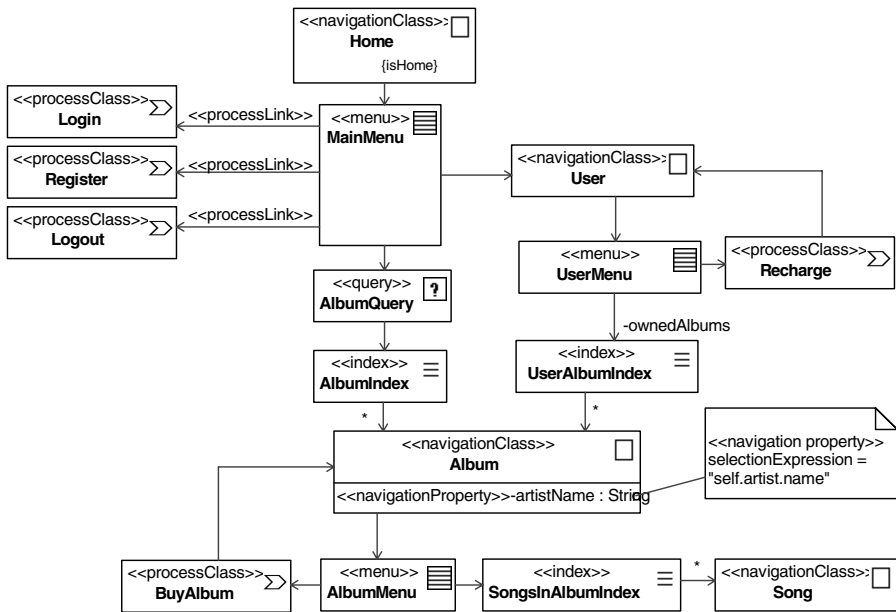 <<navigationClass>>
Home
{isHome}
<<processClass>>
Login
<<processLink>>
<<menu>>
MainMenu
<<processClass>>
Register
<<processLink>>
<<navigationClass>>
User
<<processClass>>
Logout
<<processLink>>
<<menu>>
UserMenu
<<processClass>>
Recharge
<<query>>
AlbumQuery
?
-ownedAlbums
<<index>>
AlbumIndex
<<index>>
UserAlbumIndex
*
*
<<navigationClass>>
Album
<<navigationProperty>>-artistName : String
<<navigation property>>
selectionExpression =
"self.artist.name"
<<processClass>>
BuyAlbum
<<menu>>
AlbumMenu
<<index>>
SongsInAlbumIndex
*
<<navigationClass>>
Song